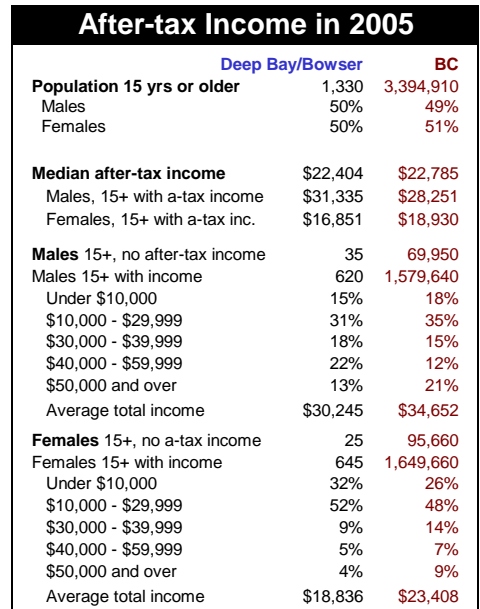 After-tax Income in 2005
Deep Bay/Bowser BC
Population 15 yrs or older 1,330 3,394,910
Males 50% 49%
Females 50% 51%
Median after-tax income $22,404 $22,785
Males, 15+ with a-tax income $31,335 $28,251
Females, 15+ with a-tax inc. $16,851 $18,930
Males 15+, no after-tax income 35 69,950
Males 15+ with income 620 1,579,640
Under $10,000 15% 18%
$10,000 - $29,999 31% 35%
$30,000 - $39,999 18% 15%
$40,000 - $59,999 22% 12%
$50,000 and over 13% 21%
Average total income $30,245 $34,652
Females 15+, no a-tax income 25 95,660
Females 15+ with income 645 1,649,660
Under $10,000 32% 26%
$10,000 - $29,999 52% 48%
$30,000 - $39,999 9% 14%
$40,000 - $59,999 5% 7%
$50,000 and over 4% 9%
Average total income $18,836 $23,408